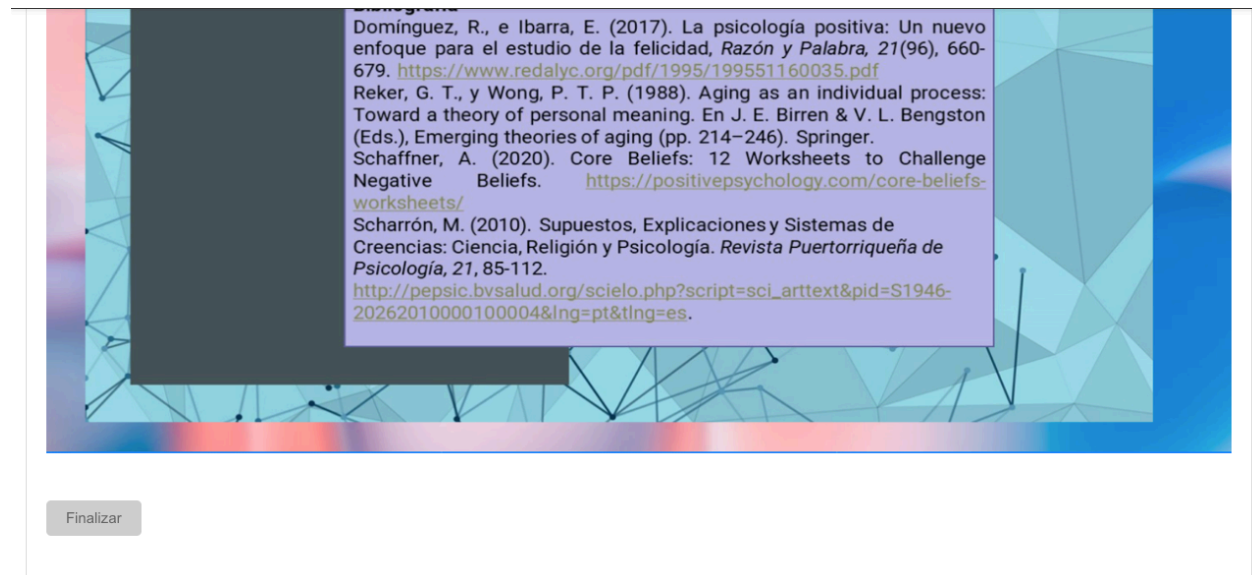 Bibliografía
Domínguez, R., e Ibarra, E. (2017). La psicología positiva: Un nuevo
enfoque para el estudio de la felicidad, Razón y Palabra, 21(96), 660-
679. https://www.redalyc.org/pdf/1995/199551160035.pdf
Reker, G. T., y Wong, P. T. P. (1988). Aging as an individual process:
Toward a theory of personal meaning. En J. E. Birren & V. L. Bengston
(Eds.), Emerging theories of aging (pp. 214–246). Springer.
Schaffner, A. (2020). Core Beliefs: 12 Worksheets to Challenge
Negative Beliefs. https://positivepsychology.com/core-beliefs-
worksheets/
Scharrón, M. (2010). Supuestos, Explicaciones y Sistemas de
Creencias: Ciencia, Religión y Psicología. Revista Puertorriqueña de
Psicología, 21, 85-112.
http://pepsic.bvsalud.org/scielo.php?script=sci_arttext&pid=S1946-
20262010000100004&lng=pt&tlng=es.
Finalizar